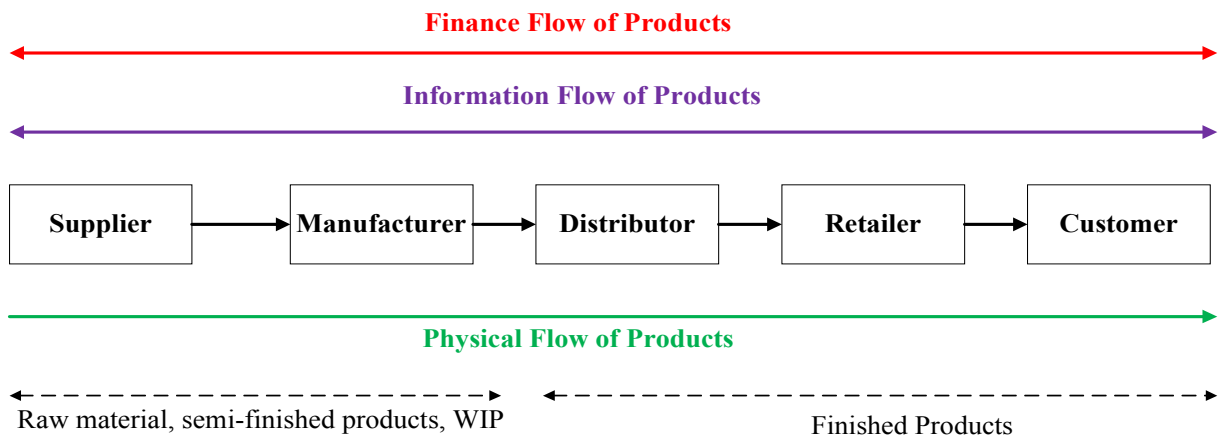 Finance Flow of Products
Information Flow of Products
Supplier
Manufacturer
Distributor
Retailer
Customer
Physical Flow of Products
Raw material, semi-finished products, WIP
Finished Products